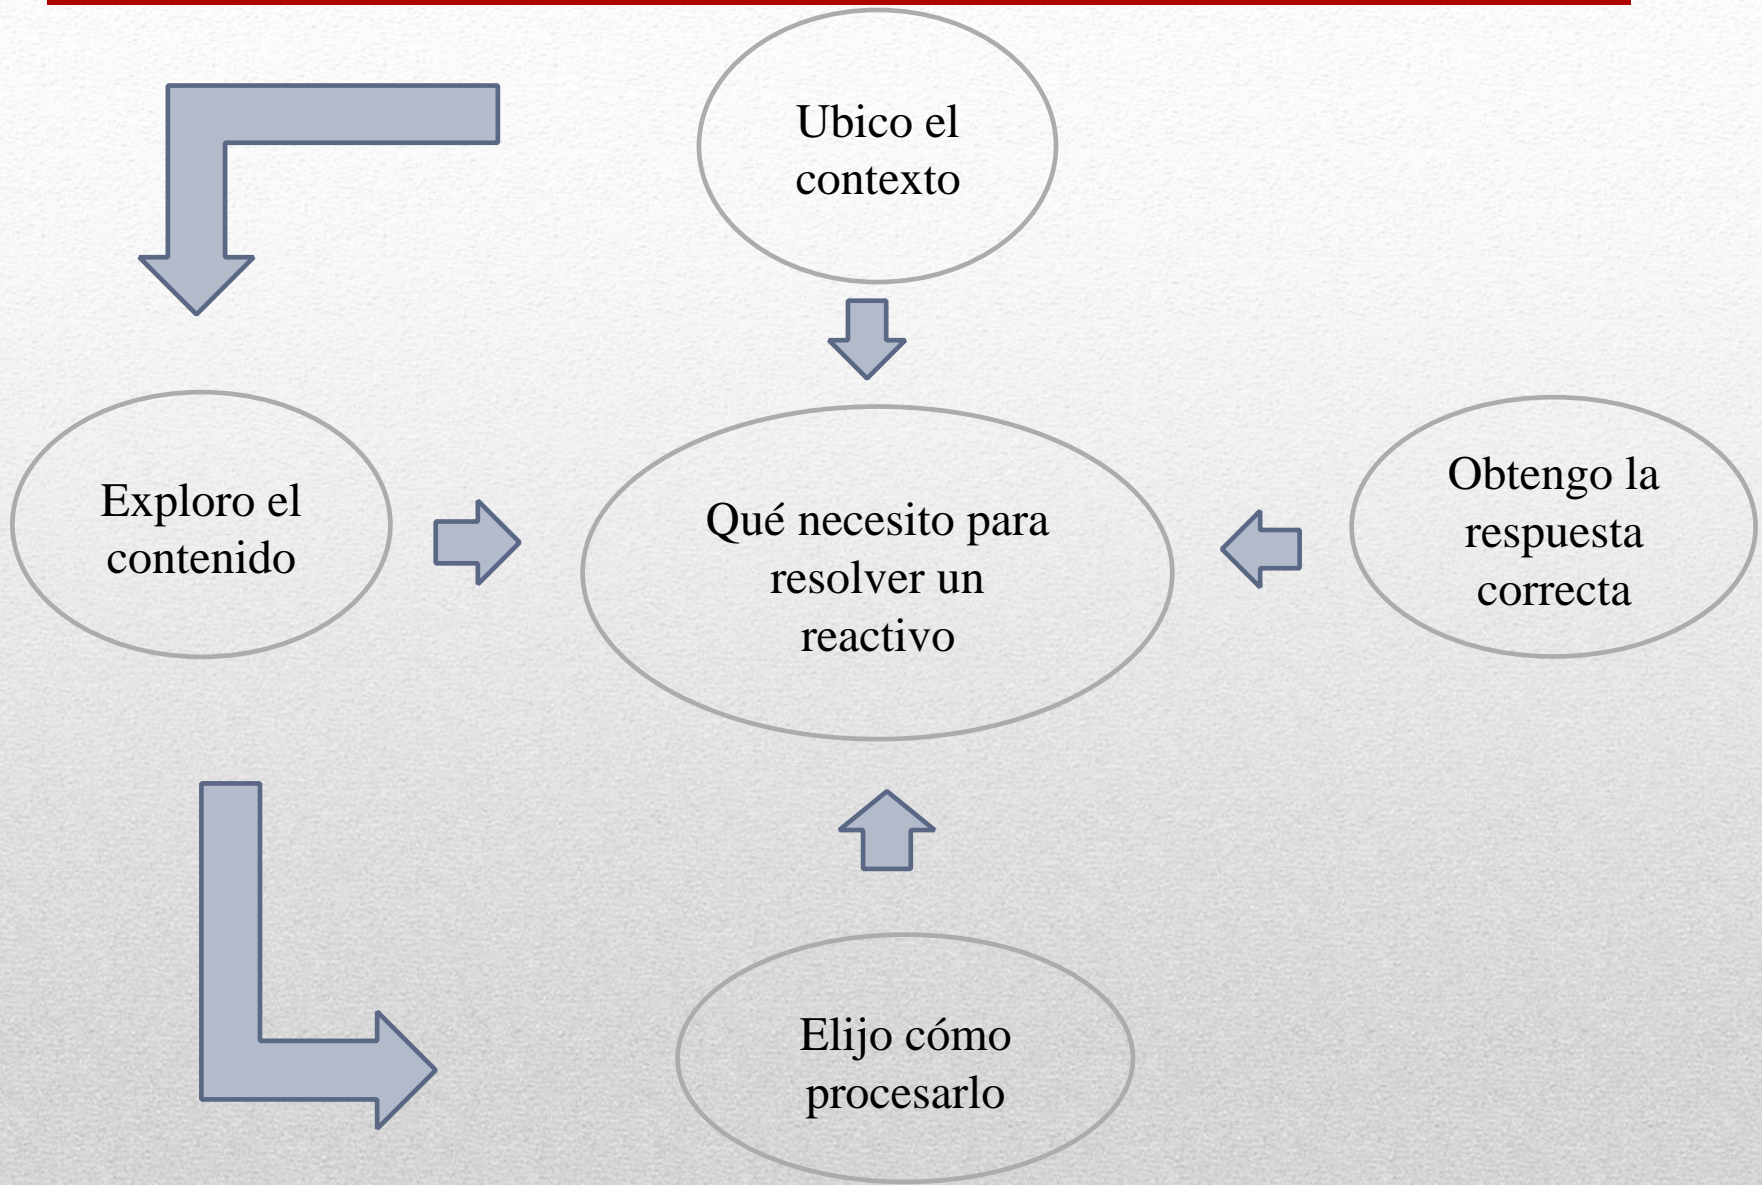 Ubico el
contexto
Exploro el
contenido
Qué necesito para
resolver un
reactivo
Obtengo la
respuesta
correcta
Elijo cómo
procesarlo